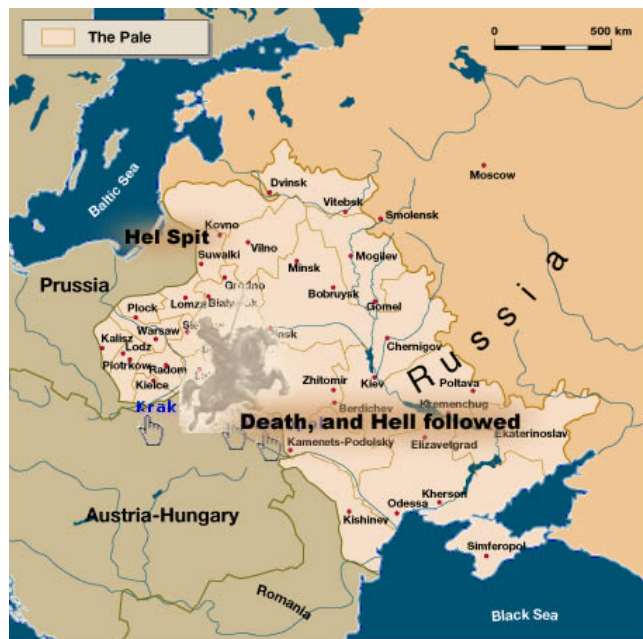 The Pale
0 500 km
Moscow
Dvinsk
Vitebsk
Smolensk
Baltic Sea
Kovno
Hel Spit
Vilno
Suwalki
Mogilev
Minsk
Russia
Prussia
Grodno
Bobruysk
Lomza
Plock
Gomel
Warsaw
Kalisz
Lodz
Chernigov
Piotrkow
Radom
Kielce
Zhitomir
Kiev
Poltava
Krak
Berdichev
Kremenchug
Death, and Hell followed
Ekaterinoslav
Kamenets-Podolsky
Elizavetgrad
Austria-Hungary
Kishinev
Odessa
Kherson
Simferopol
Romania
Black Sea